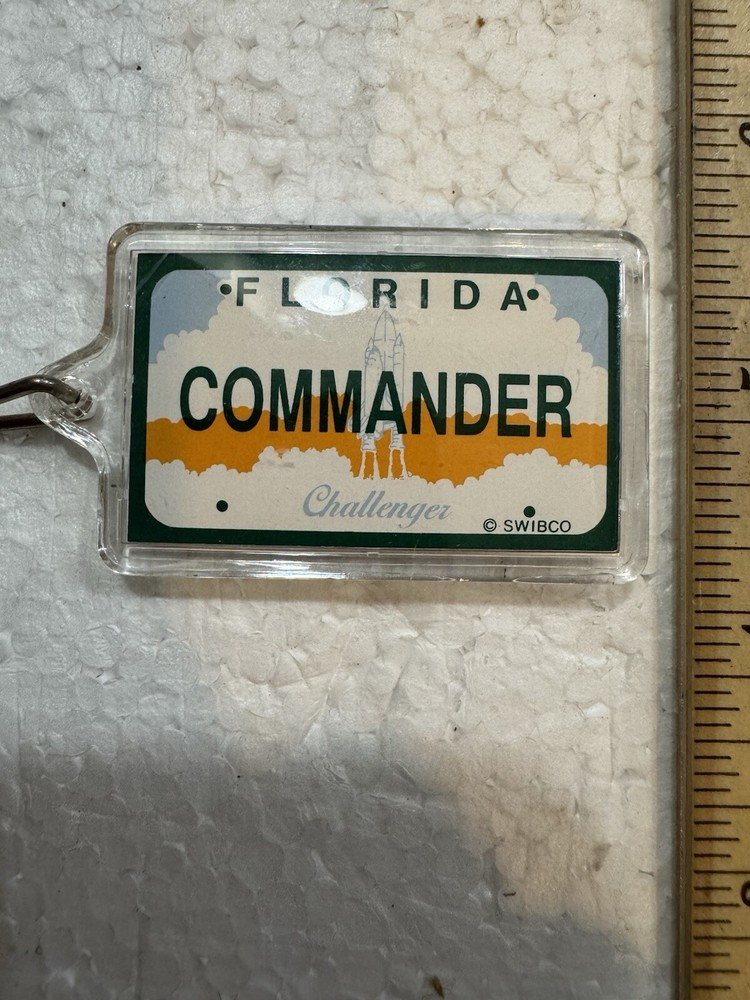 FLORIDA
COMMANDER
Challenger
© SWIBCO